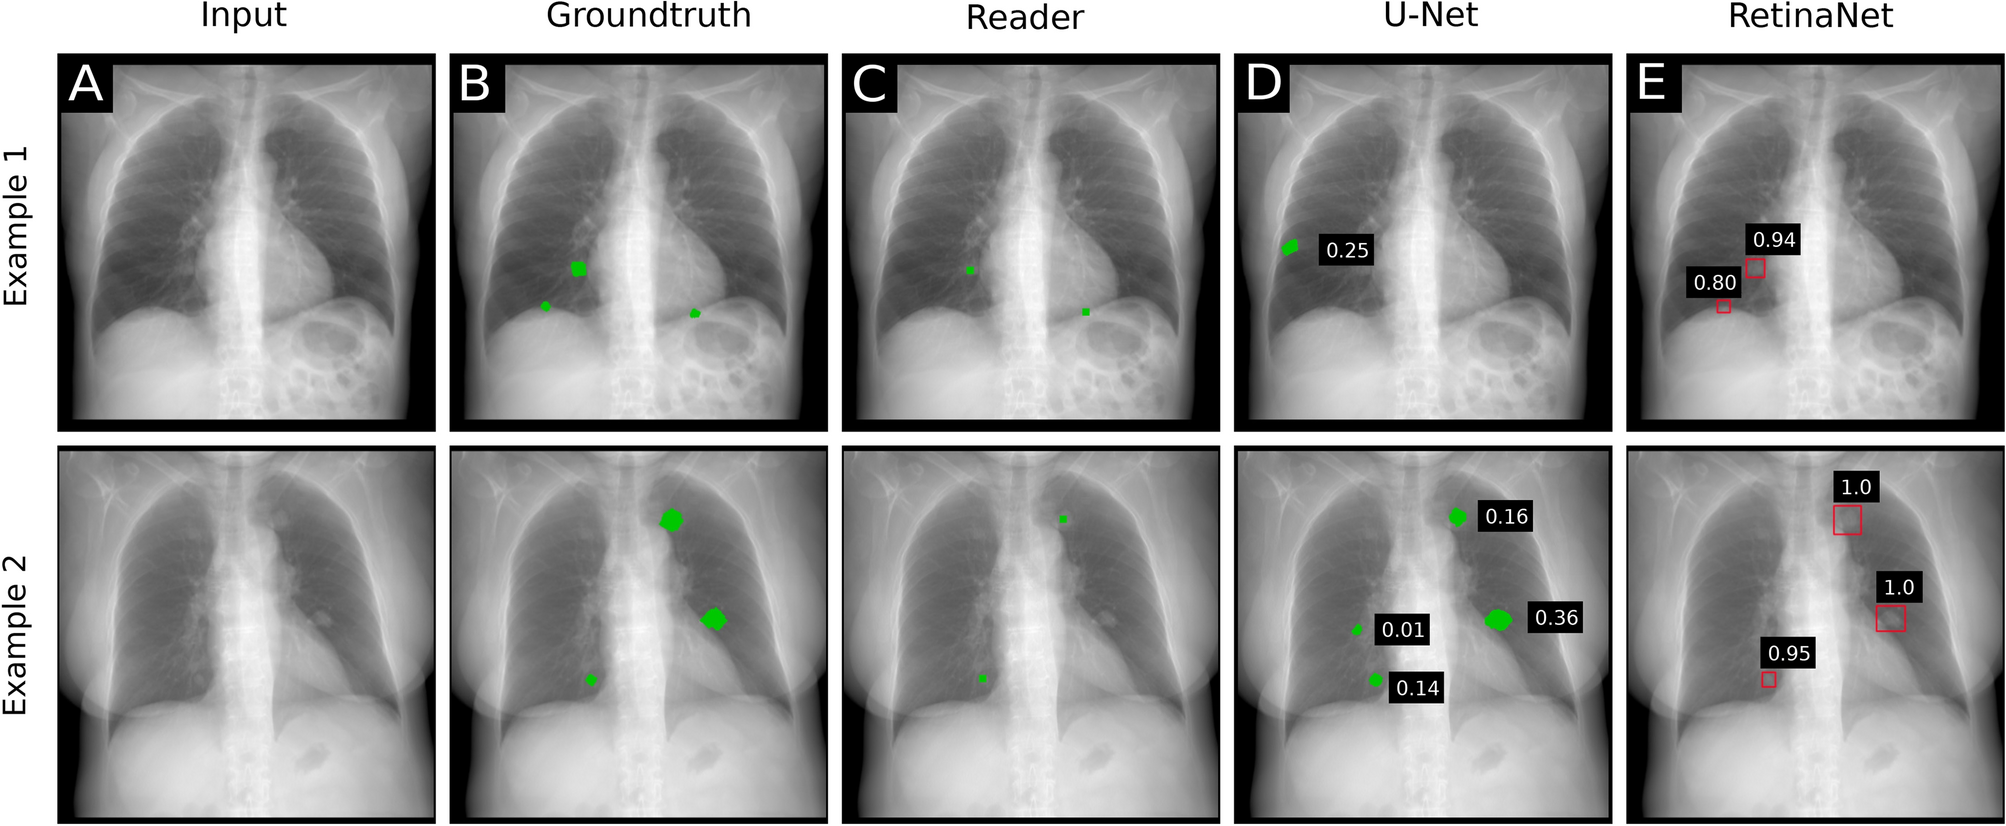 Input Groundtruth Reader U-Net RetinaNet
Example 1
A B C D E
0.25
0.94
0.80
Example 2
1.0
0.16
1.0
0.36
0.01
0.95
0.14